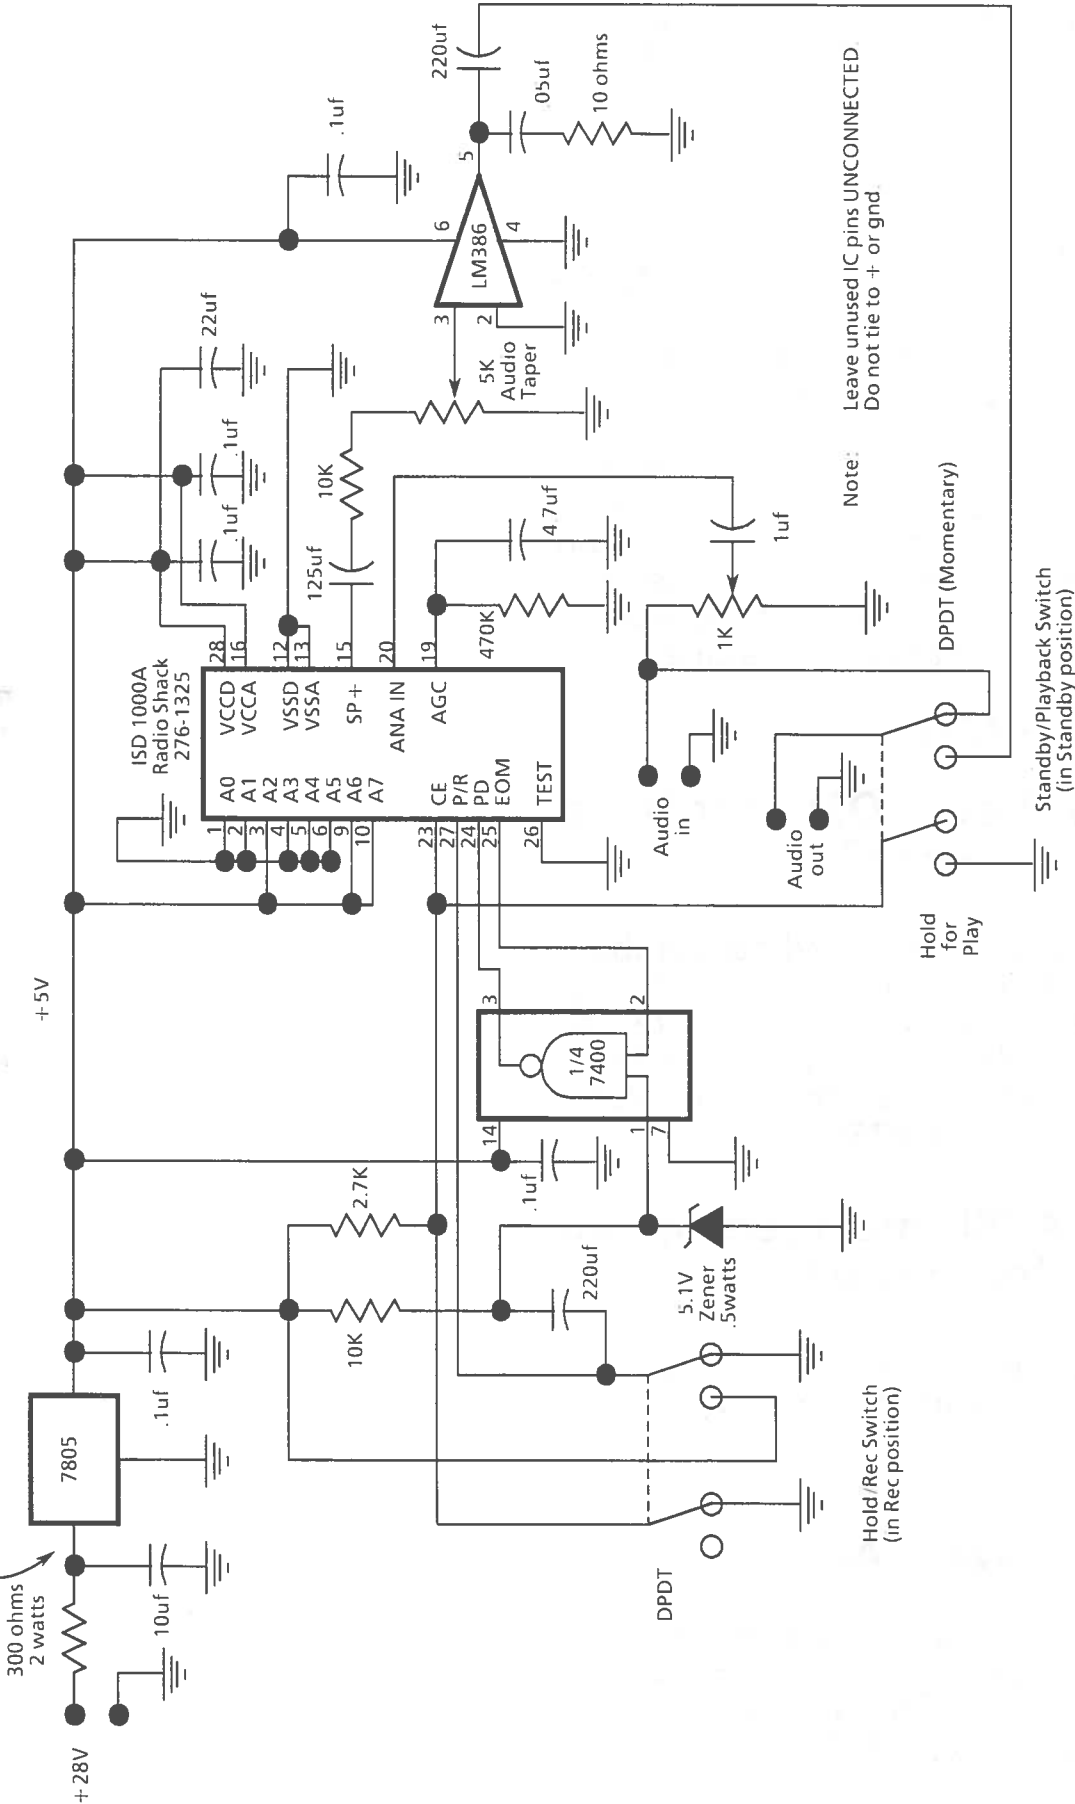 +28V
300 ohms
2 watts
10uf
7805
.1uf
+5V
10K
2.7K
220uf
5.1V
Zener
.5watts
.1uf
14
1
7
3
2
1/4
7400
DPDT
Hold/Rec Switch
(in Rec position)
ISD 1000A
Radio Shack
276-1325
1
2
3
4
5
6
9
10
23
27
24
25
26
A0
A1
A2
A3
A4
A5
A6
A7
CE
P/R
PD
EOM
TEST
VCCD
VCCA
VSSD
VSSA
SP+
ANA IN
AGC
28
16
12
13
15
20
19
.1uf
.1uf
22uf
125uf
10K
470K
4.7uf
5K
Audio
Taper
3
2
6
4
5
LM386
.1uf
220uf
.05uf
10 ohms
1K
1uf
Audio
in
Audio
out
Hold
for
Play
DPDT (Momentary)
Standby/Playback Switch
(in Standby position)
Note:
Leave unused IC pins UNCONNECTED.
Do not tie to + or gnd.